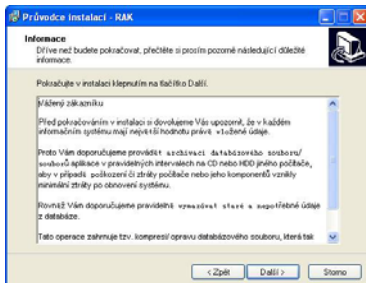 Průvodce instalací - RAK
Informace
Dříve než budete pokračovat, přečtěte si prosím pozorně následující důležité
informace.
Pokračujte v instalaci klepnutím na tlačítko Další.
Vážený zákazníku
Před pokračováním v instalaci si dovolujeme Vás upozornit, že v každém
informačním systému mají největší hodnotu právě vložené údaje.
Proto Vám doporučujeme provádět archivaci databázového souboru/
souborů aplikace v pravidelných intervalech na CD nebo HDD jiného počítače,
aby v případě poškození či ztráty počítače nebo jeho komponentů vznikly
minimální ztráty po obnovení systému.
Rovněž Vám doporučujeme pravidelně vymazávat staré a nepotřebné údaje
z databáze.
Tato operace zahrnuje tzv. kompresi/ opravu databázového souboru, která tak
< Zpět
Další >
Storno